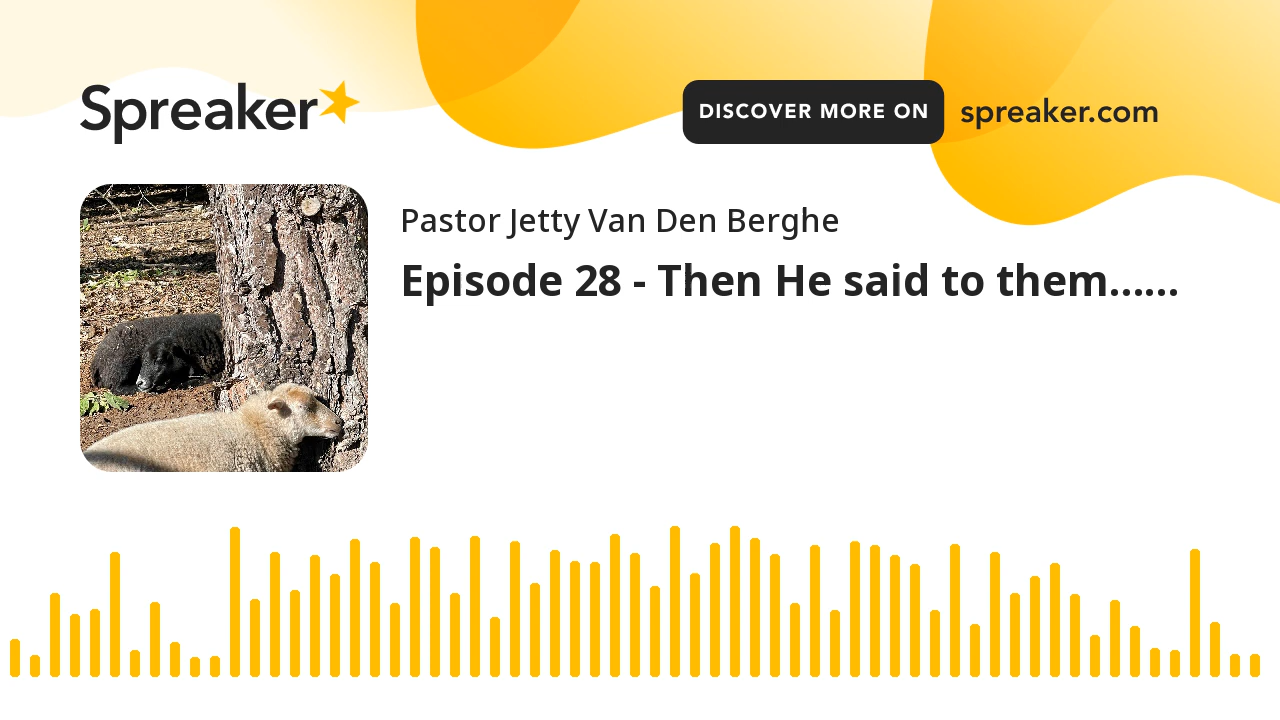 Spreaker
DISCOVER MORE ON spreaker.com
Pastor Jetty Van Den Berghe
Episode 28 - Then He said to them......